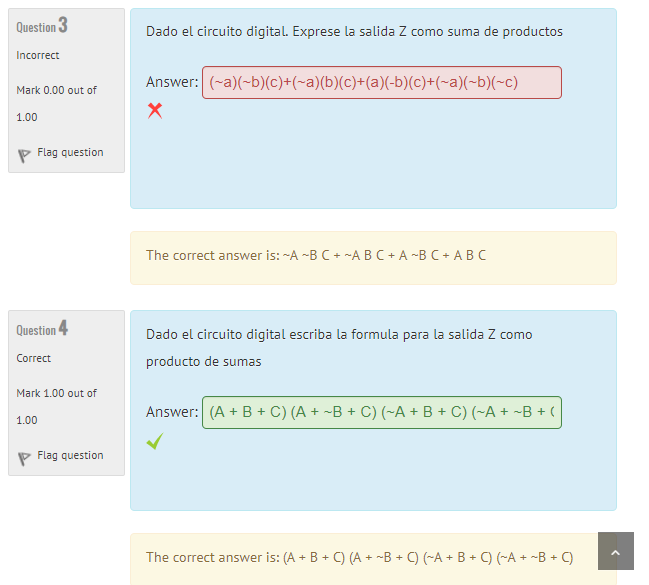 Question 3
Incorrect
Mark 0.00 out of
1.00
Flag question
Dado el circuito digital. Exprese la salida Z como suma de productos
Answer: (~a)(~b)(c)+(~a)(b)(c)+(a)(-b)(c)+(~a)(~b)(~c)
The correct answer is: ~A ~B C + ~A B C + A ~B C + A B C
Question 4
Correct
Mark 1.00 out of
1.00
Flag question
Dado el circuito digital escriba la formula para la salida Z como
producto de sumas
Answer: (A + B + C) (A + ~B + C) (~A + B + C) (~A + ~B + C
The correct answer is: (A + B + C) (A + ~B + C) (~A + B + C) (~A + ~B + C)